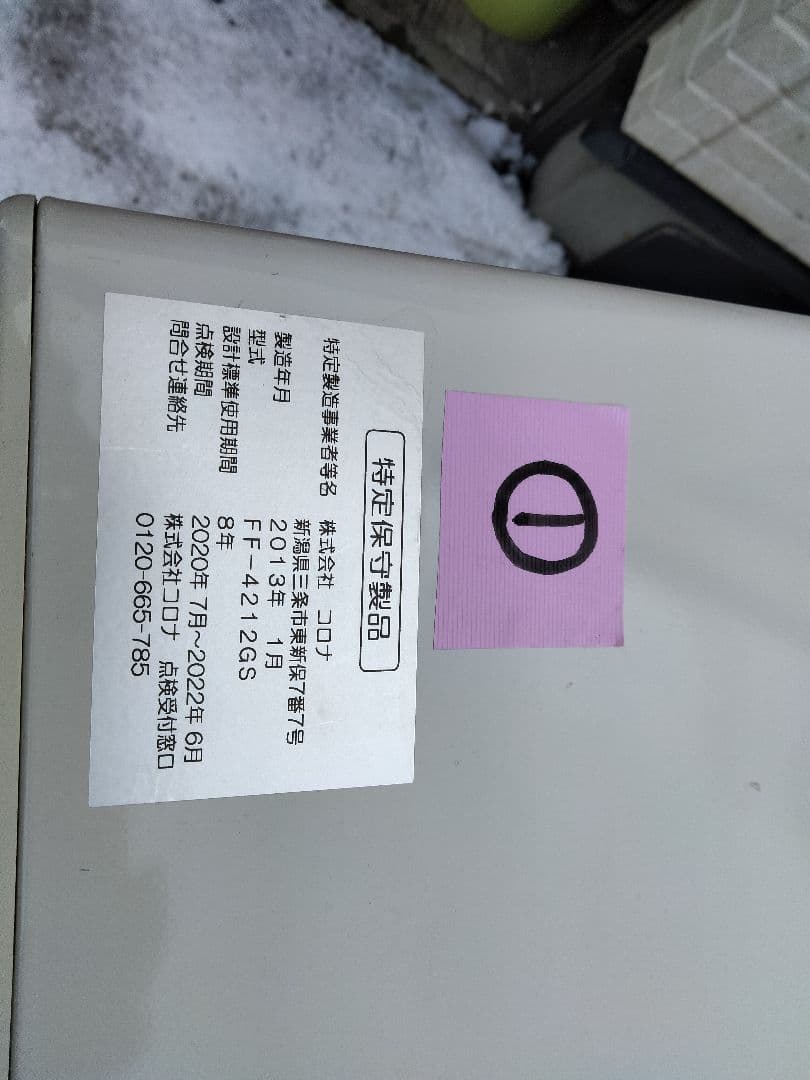 ①
特定保守製品
特定製造事業者等名 株式会社 コロナ
新潟県三条市東新保7番7号
製造年月 2013年 1月
型式 FF-4212GS
設計標準使用期間 8年
点検期間 2020年 7月~2022年 6月
問合せ連絡先 株式会社コロナ 点検受付窓口
0120-665-785